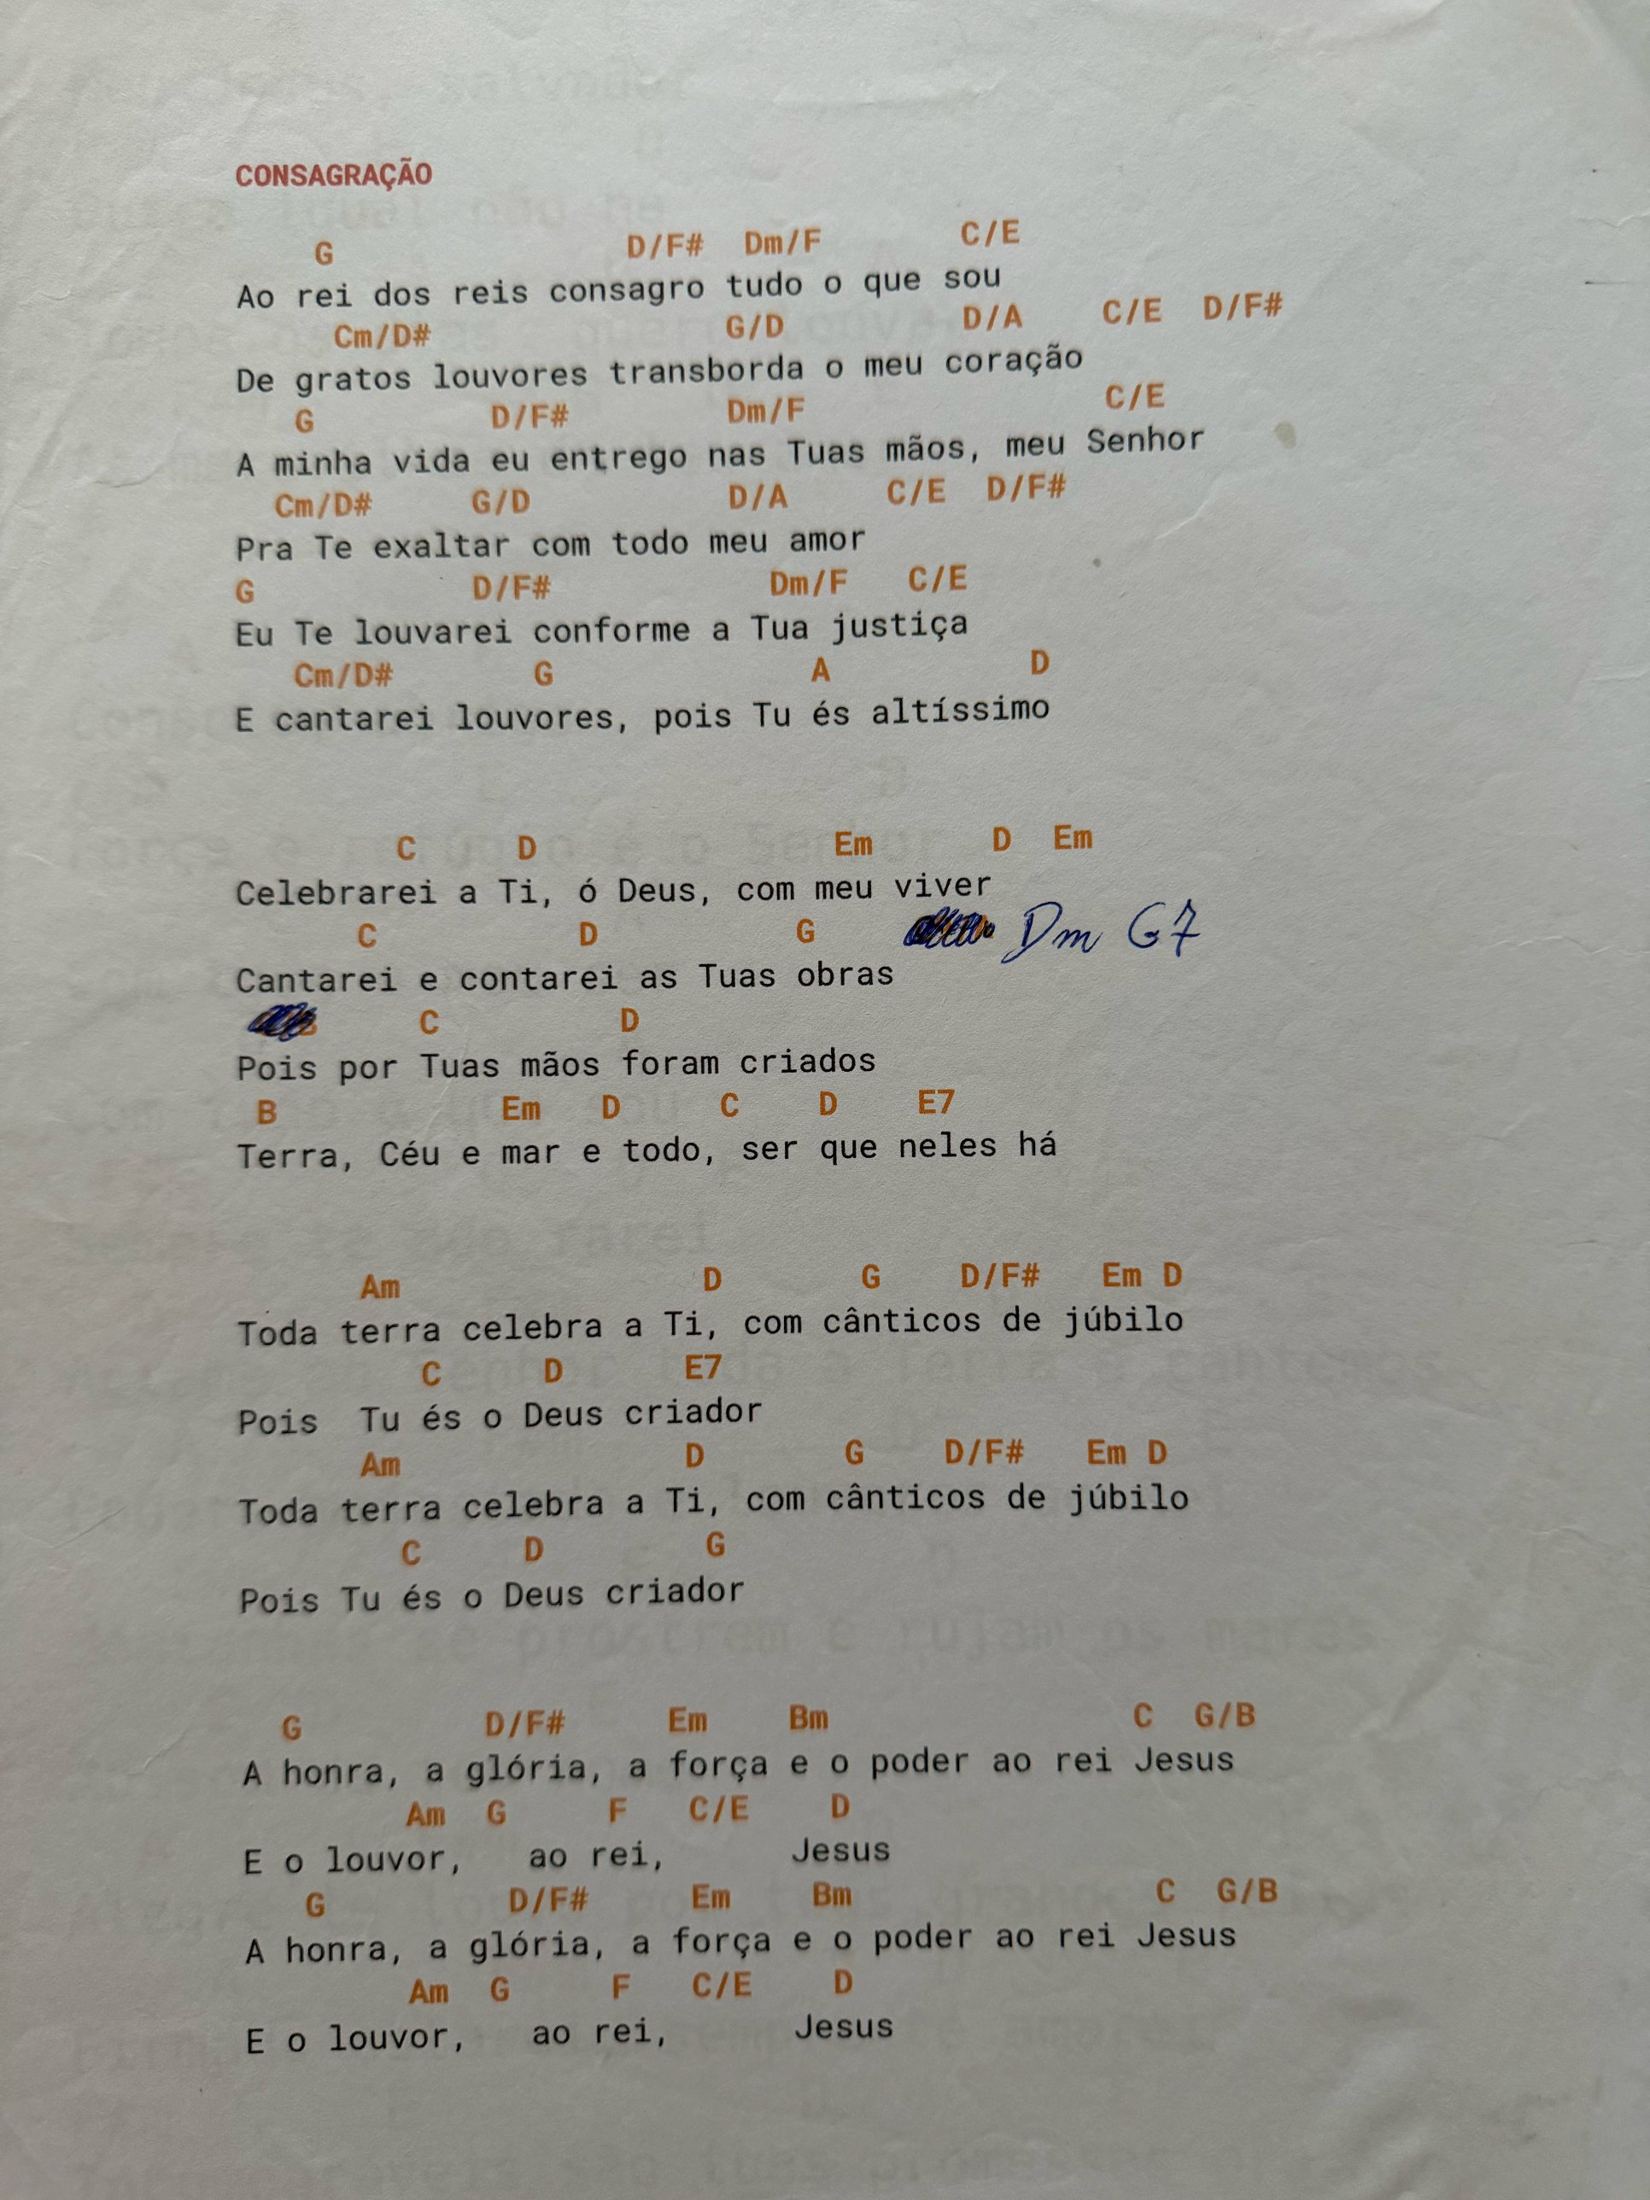 CONSAGRAÇÃO
G D/F# Dm/F C/E
Ao rei dos reis consagro tudo o que sou
Cm/D# G/D D/A C/E D/F#
De gratos louvores transborda o meu coração
G D/F# Dm/F C/E
A minha vida eu entrego nas Tuas mãos, meu Senhor
Cm/D# G/D D/A C/E D/F#
Pra Te exaltar com todo meu amor
G D/F# Dm/F C/E
Eu Te louvarei conforme a Tua justiça
Cm/D# G A D
E cantarei louvores, pois Tu és altíssimo
C D Em D Em
Celebrarei a Ti, ó Deus, com meu viver
C D G Dm G7
Cantarei e contarei as Tuas obras
C D
Pois por Tuas mãos foram criados
B Em D C D E7
Terra, Céu e mar e todo, ser que neles há
Am D G D/F# Em D
Toda terra celebra a Ti, com cânticos de júbilo
C D E7
Pois Tu és o Deus criador
Am D G D/F# Em D
Toda terra celebra a Ti, com cânticos de júbilo
C D G
Pois Tu és o Deus criador
G D/F# Em Bm C G/B
A honra, a glória, a força e o poder ao rei Jesus
Am G F C/E D
E o louvor, ao rei, Jesus
G D/F# Em Bm C G/B
A honra, a glória, a força e o poder ao rei Jesus
Am G F C/E D
E o louvor, ao rei, Jesus